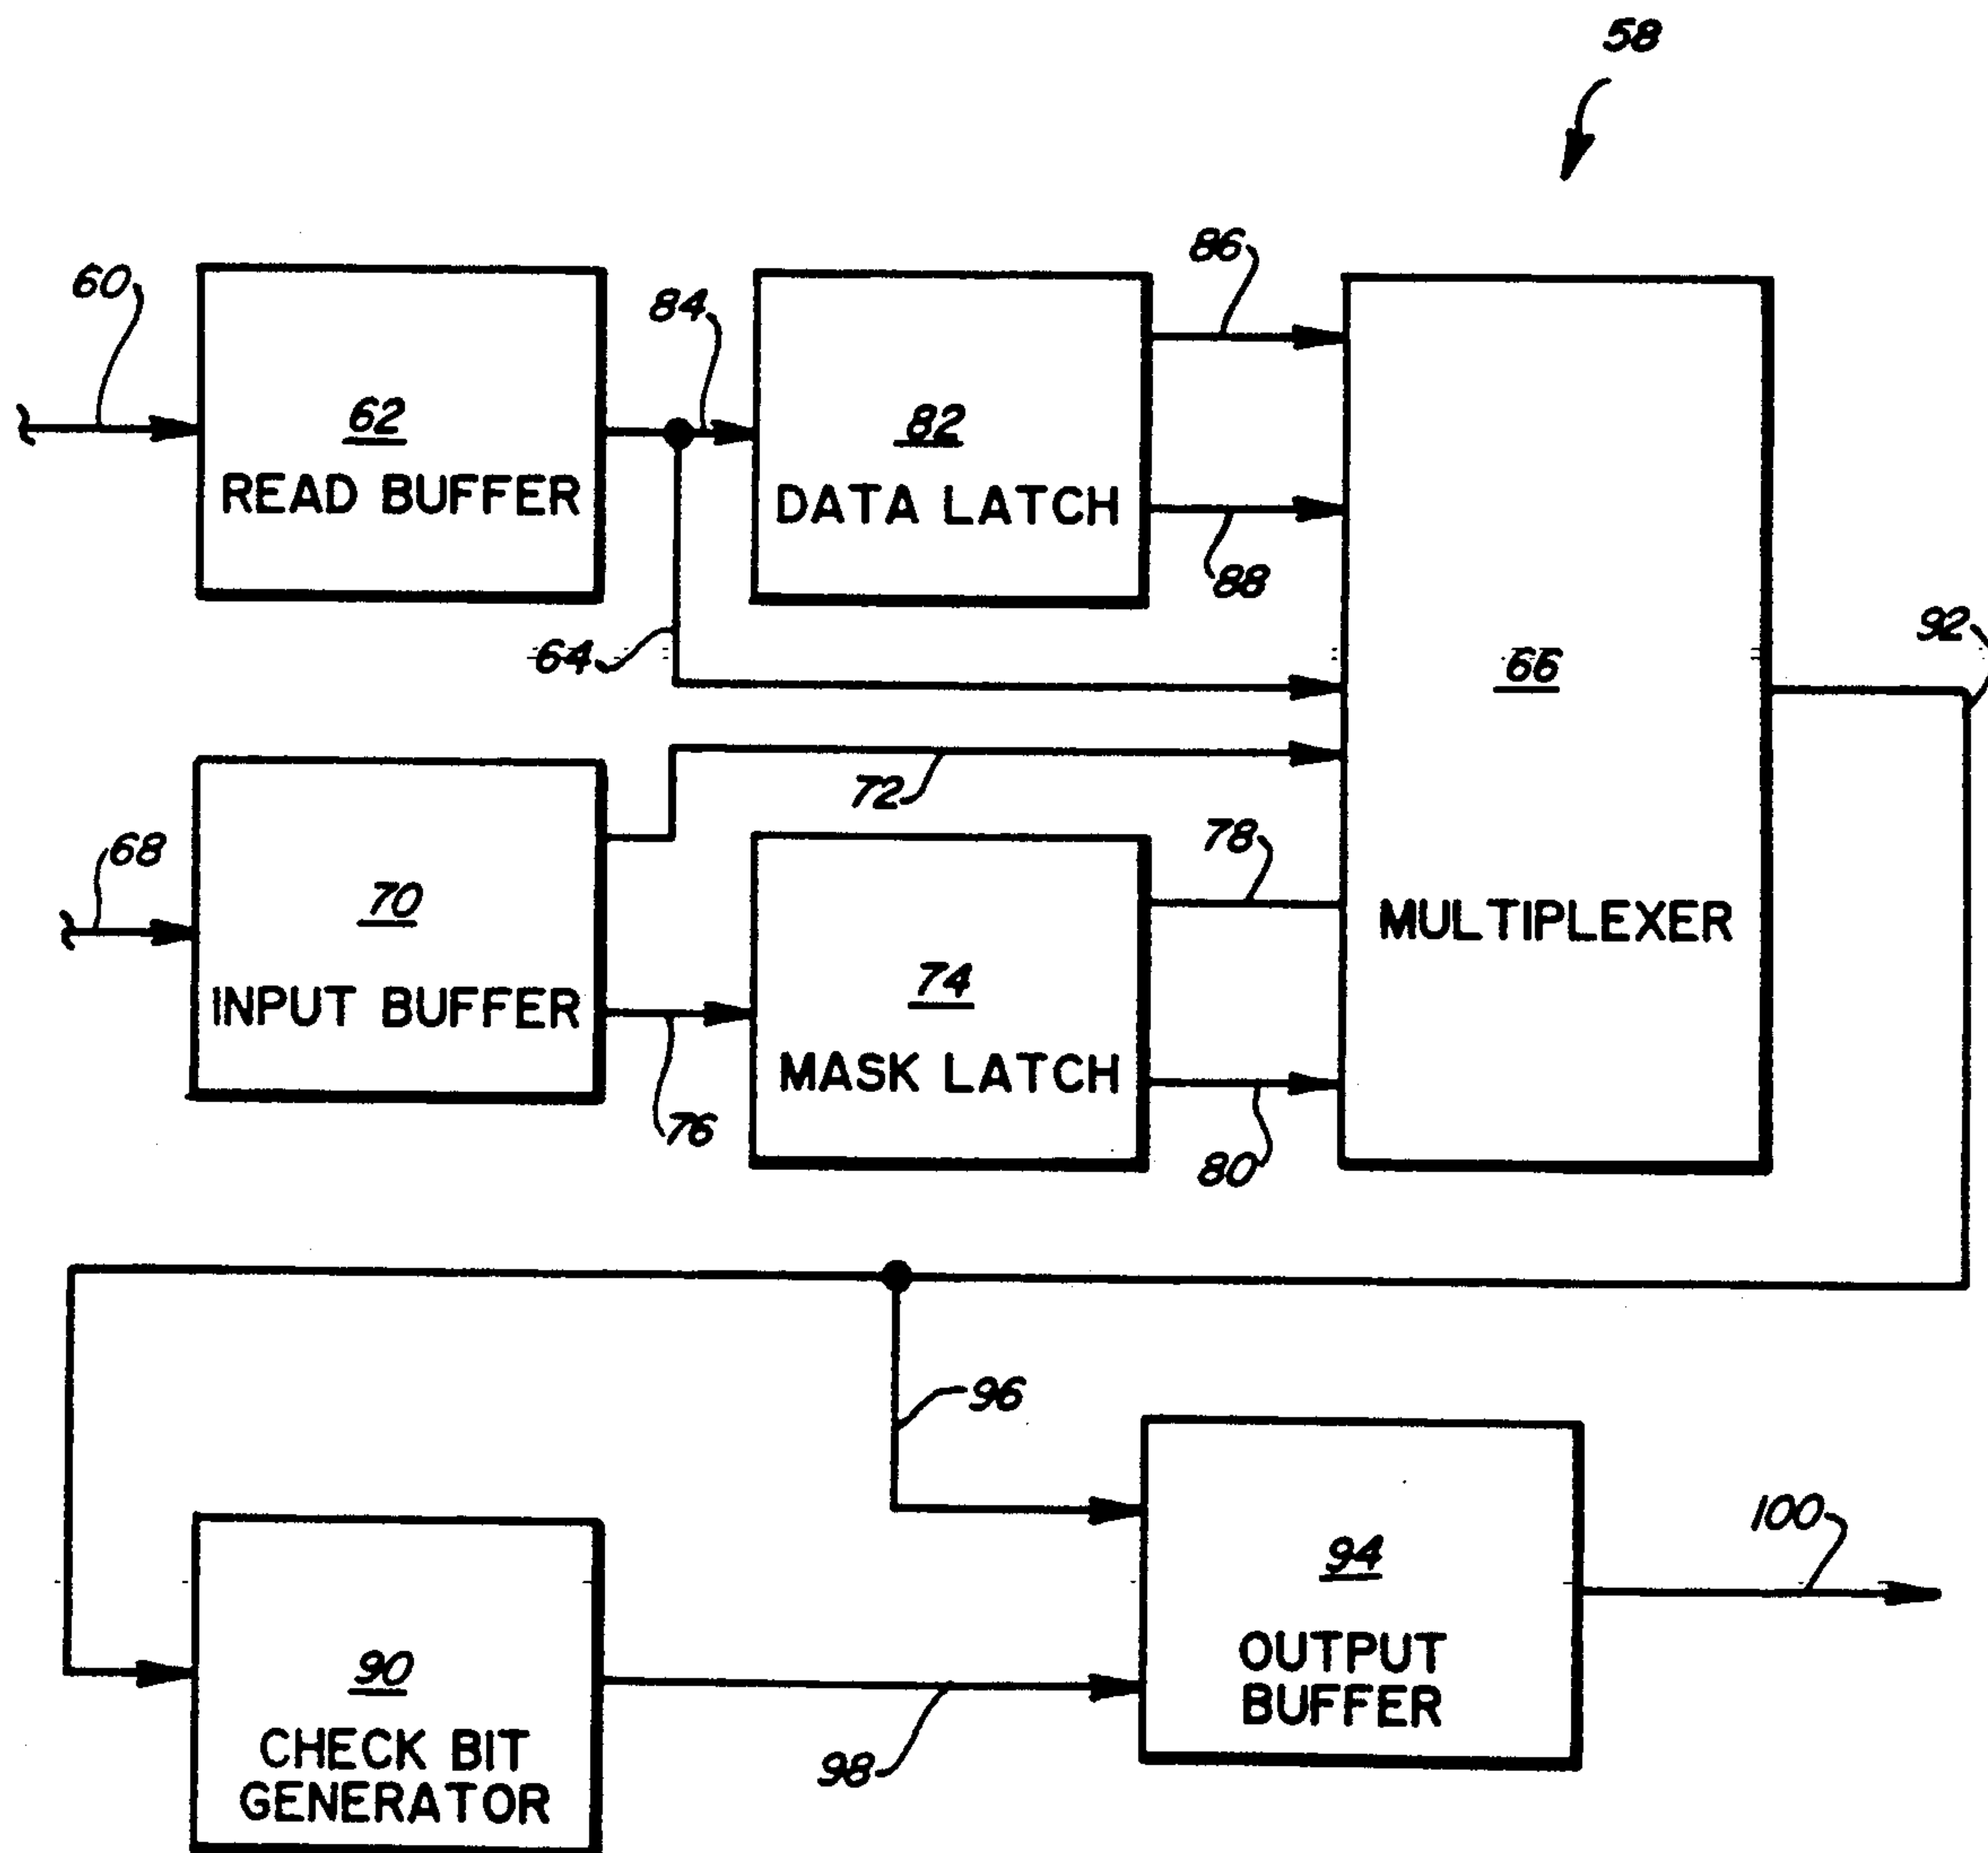 58
60
62
READ BUFFER
84
82
DATA LATCH
86
88
64
66
MULTIPLEXER
92
68
70
INPUT BUFFER
72
76
74
MASK LATCH
78
80
96
90
CHECK BIT
GENERATOR
98
94
OUTPUT
BUFFER
100